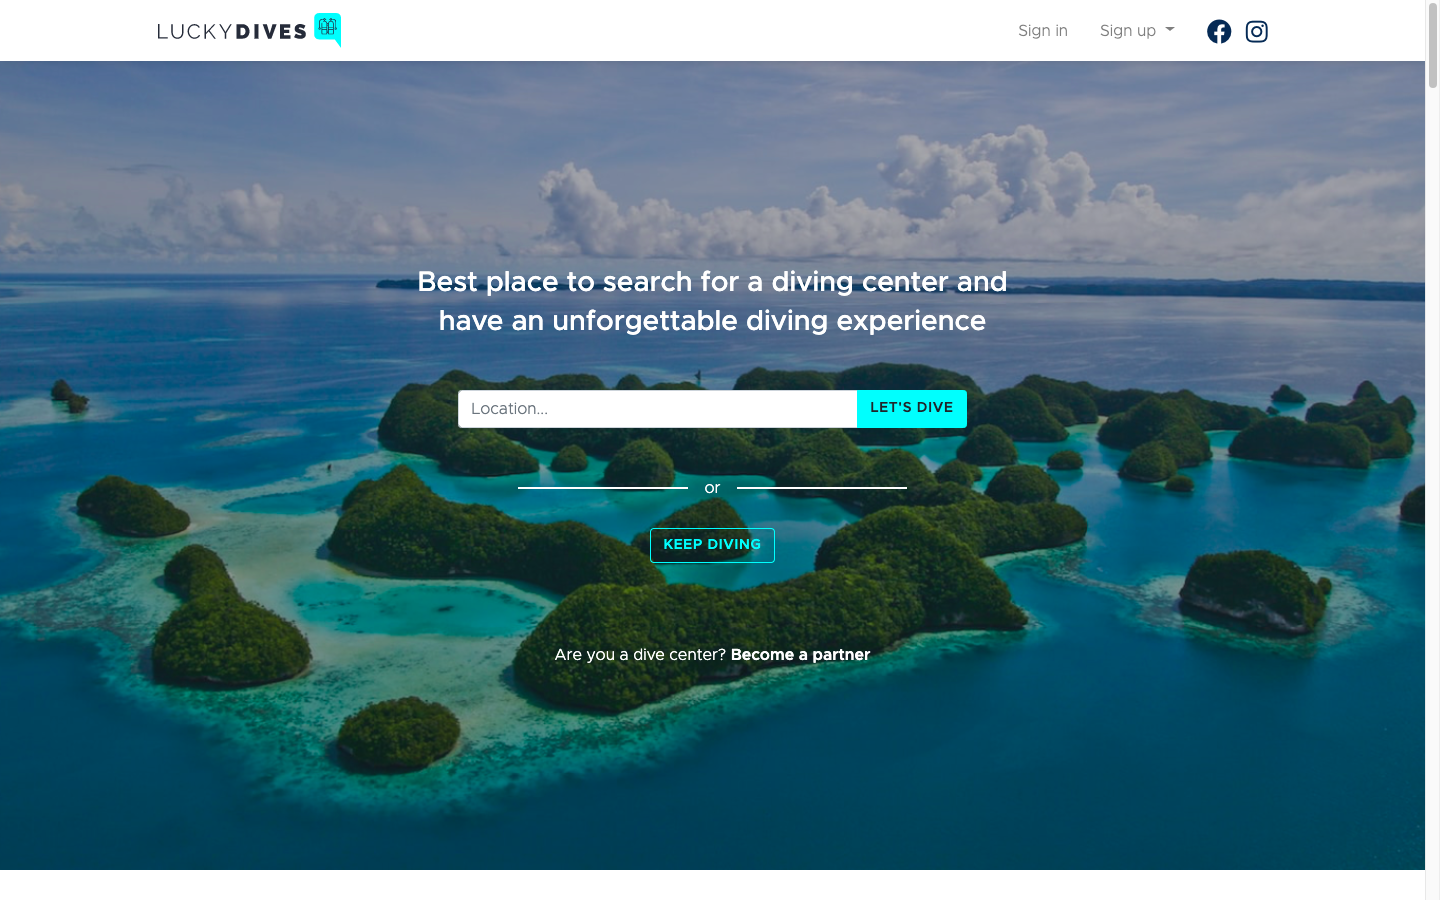 LUCKYDIVES
Sign in
Sign up
Best place to search for a diving center and
have an unforgettable diving experience
Location...
LET'S DIVE
or
KEEP DIVING
Are you a dive center? Become a partner